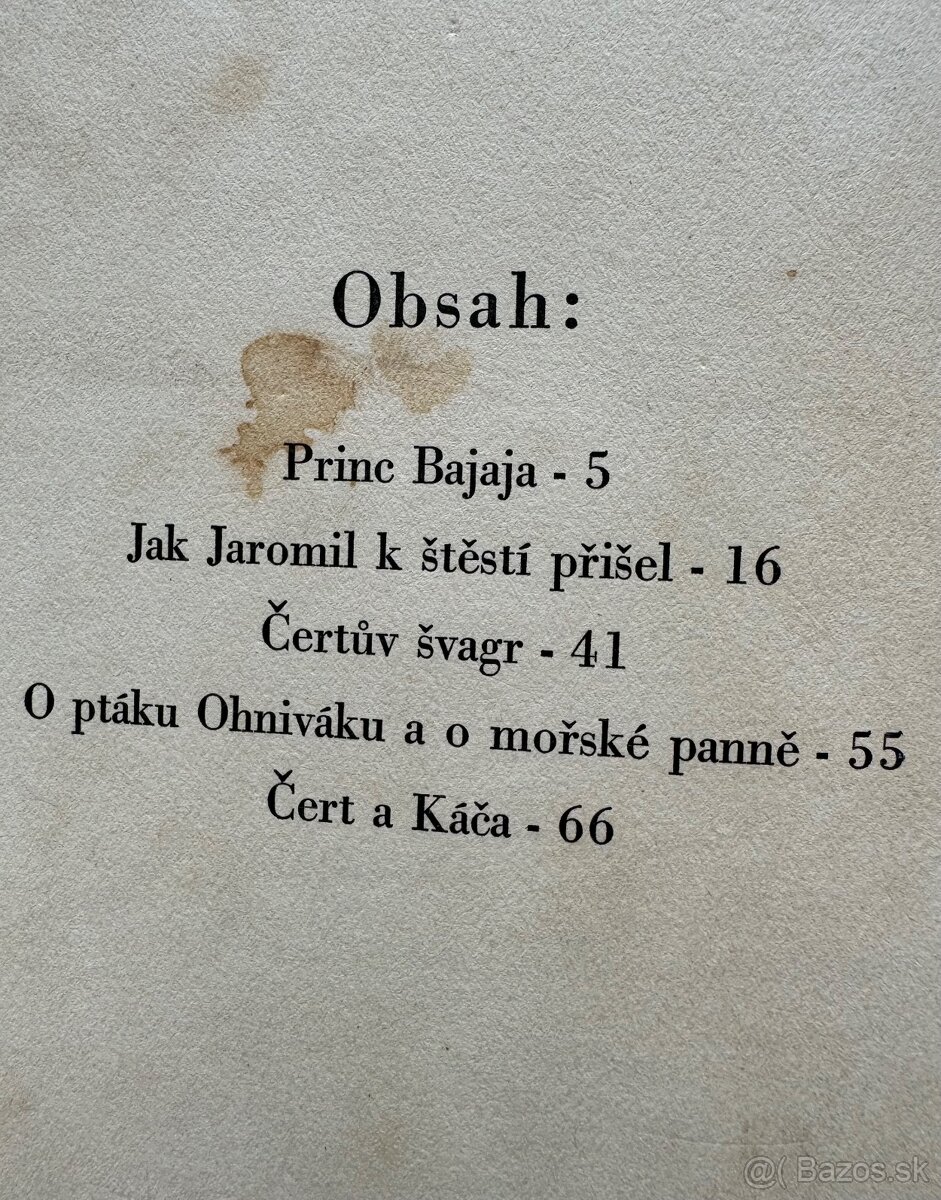 Obsah:
Princ Bajaja - 5
Jak Jaromil k štěstí přišel - 16
Čertův švagr - 41
O ptáku Ohniváku a o mořské panně - 55
Čert a Káča - 66
@( Bazos.sk